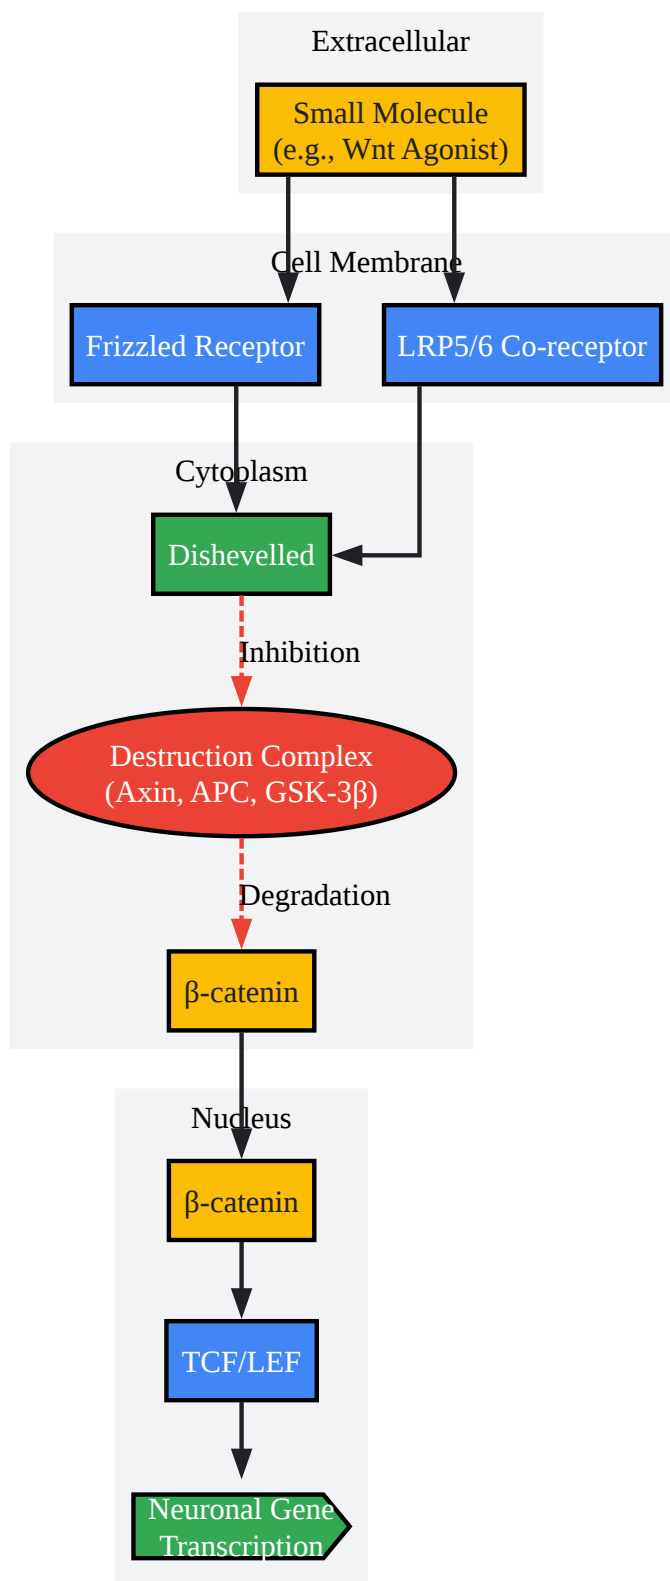 Extracellular
Small Molecule
(e.g., Wnt Agonist)
Cell Membrane
Frizzled Receptor
LRP5/6 Co-receptor
Cytoplasm
Dishevelled
Inhibition
Destruction Complex
(Axin, APC, GSK-3β)
Degradation
β-catenin
Nucleus
β-catenin
TCF/LEF
Neuronal Gene
Transcription